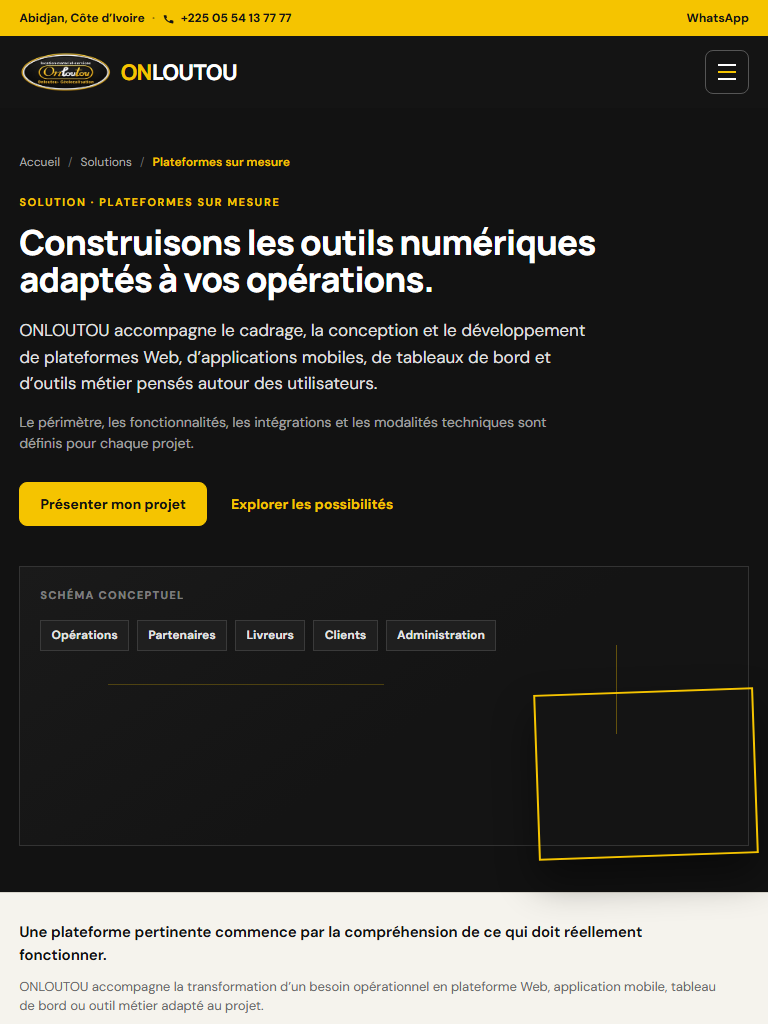 Abidjan, Côte d’Ivoire · +225 05 54 13 77 77
WhatsApp
OnLoutou
ONLOUTOU
Accueil / Solutions / Plateformes sur mesure
SOLUTION · PLATEFORMES SUR MESURE
Construisons les outils numériques
adaptés à vos opérations.
ONLOUTOU accompagne le cadrage, la conception et le développement
de plateformes Web, d’applications mobiles, de tableaux de bord et
d’outils métier pensés autour des utilisateurs.
Le périmètre, les fonctionnalités, les intégrations et les modalités techniques sont
définis pour chaque projet.
Présenter mon projet
Explorer les possibilités
SCHÉMA CONCEPTUEL
Opérations
Partenaires
Livreurs
Clients
Administration
Une plateforme pertinente commence par la compréhension de ce qui doit réellement
fonctionner.
ONLOUTOU accompagne la transformation d’un besoin opérationnel en plateforme Web, application mobile, tableau
de bord ou outil métier adapté au projet.